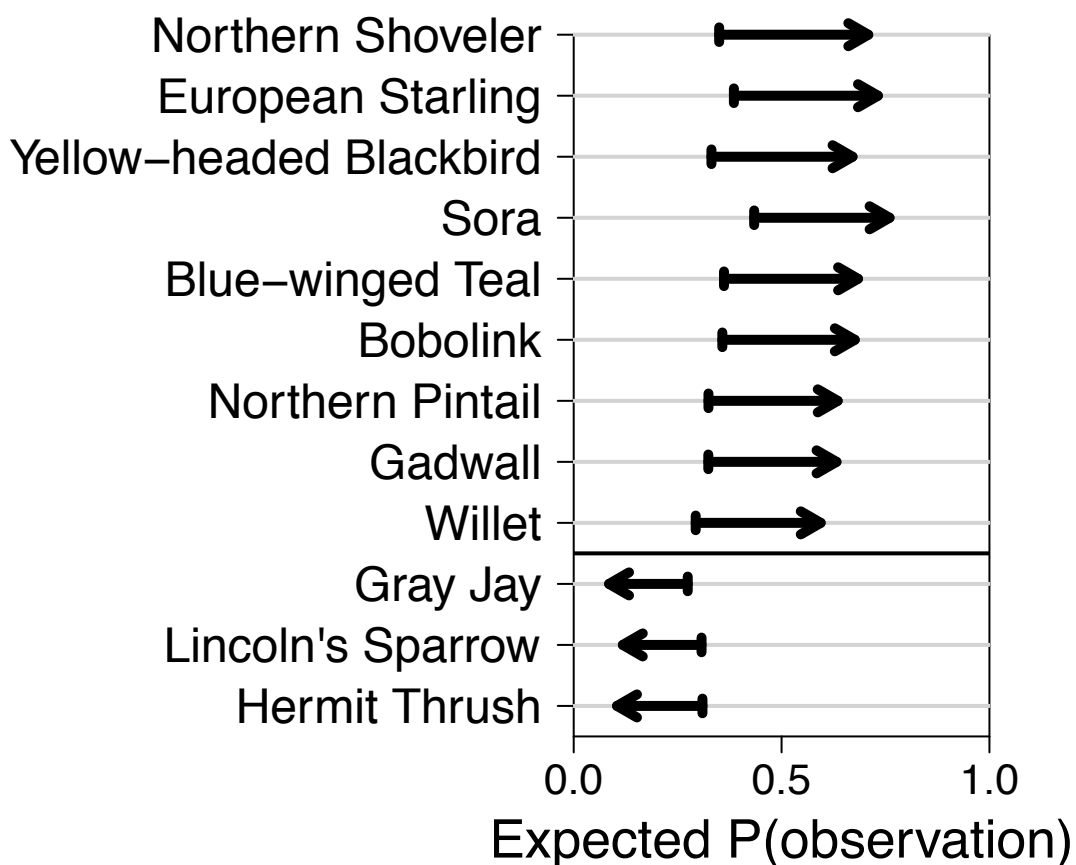 Northern Shoveler
European Starling
Yellow−headed Blackbird
Sora
Blue−winged Teal
Bobolink
Northern Pintail
Gadwall
Willet
Gray Jay
Lincoln's Sparrow
Hermit Thrush
0.0 0.5 1.0
Expected P(observation)